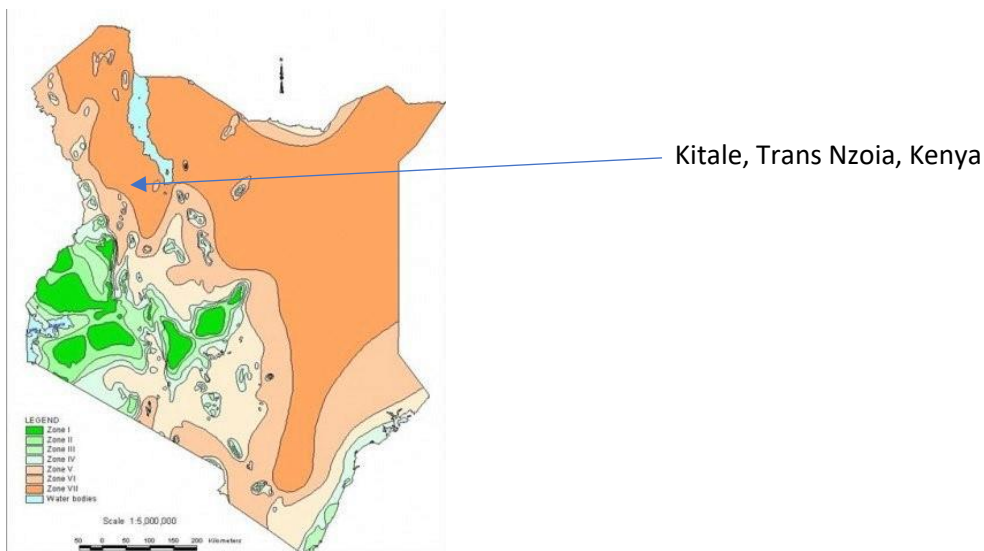 Kitale, Trans Nzoia, Kenya
LEGEND
Zone I
Zone II
Zone III
Zone IV
Zone V
Zone VI
Zone VII
Water bodies
Scale 1:5,000,000
50 0 50 100 150 200 Kilometers